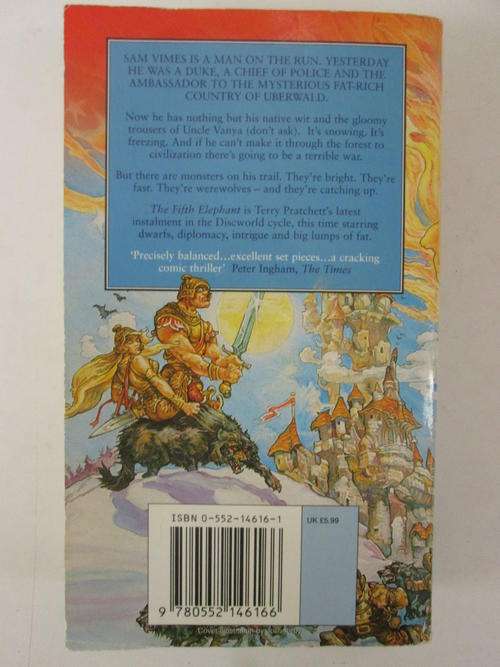 SAM VIMES IS A MAN ON THE RUN. YESTERDAY
HE WAS A DUKE, A CHIEF OF POLICE AND THE
AMBASSADOR TO THE MYSTERIOUS FAT-RICH
COUNTRY OF UBERWALD.
Now he has nothing but his native wit and the gloomy
trousers of Uncle Vanya (don't ask). It's snowing. It's
freezing. And if he can't make it through the forest to
civilization there's going to be a terrible war.
But there are monsters on his trail. They're bright. They're
fast. They're werewolves – and they're catching up.
The Fifth Elephant is Terry Pratchett's latest
instalment in the Discworld cycle, this time starring
dwarfs, diplomacy, intrigue and big lumps of fat.
'Precisely balanced...excellent set pieces...a cracking
comic thriller' Peter Ingham, The Times
ISBN 0-552-14616-1
UK £5.99
9 780552 146166
Cover illustration by